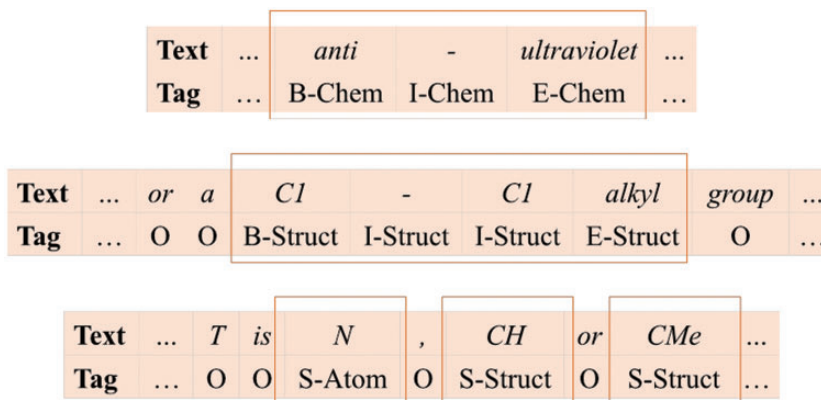 Text ... anti - ultraviolet ...
Tag ... B-Chem I-Chem E-Chem ...
Text ... or a C1 - C1 alkyl group ...
Tag ... O O B-Struct I-Struct I-Struct E-Struct O ...
Text ... T is N , CH or CMe ...
Tag ... O O S-Atom O S-Struct O S-Struct ...